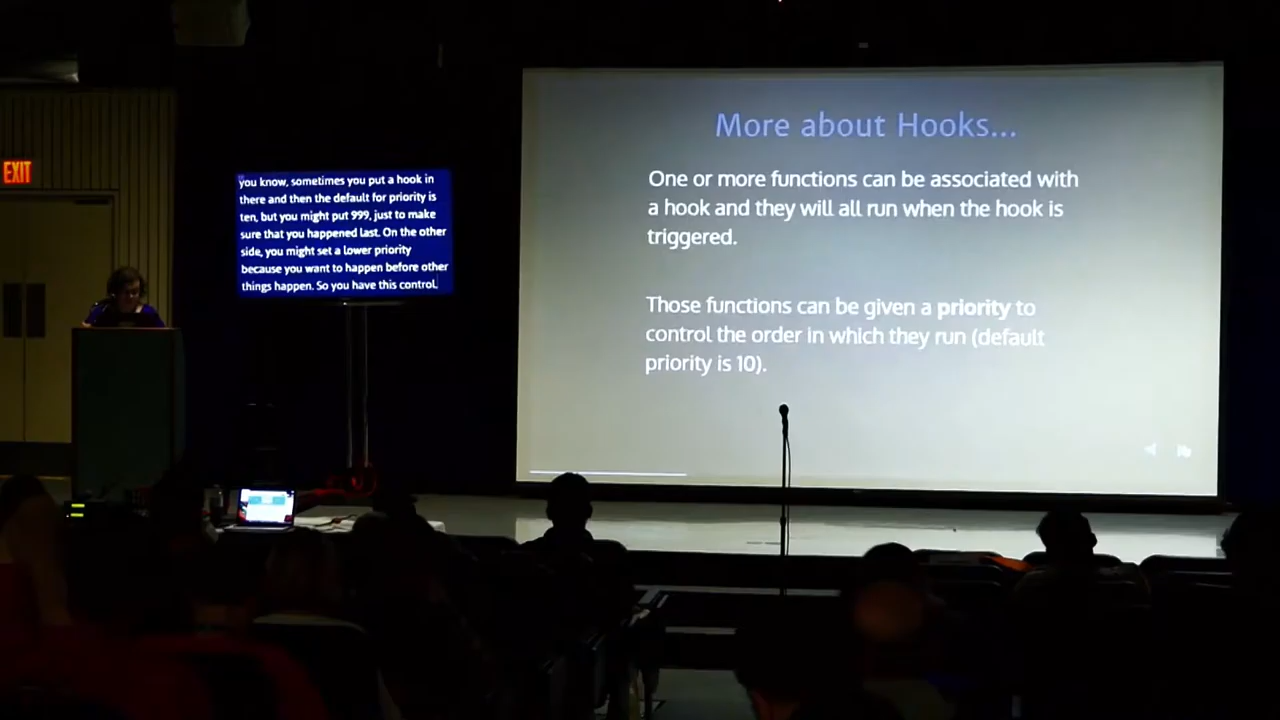 EXIT
you know, sometimes you put a hook in
there and then the default for priority is
ten, but you might put 999, just to make
sure that you happened last. On the other
side, you might set a lower priority
because you want to happen before other
things happen. So you have this control.
More about Hooks...
One or more functions can be associated with
a hook and they will all run when the hook is
triggered.
Those functions can be given a priority to
control the order in which they run (default
priority is 10).